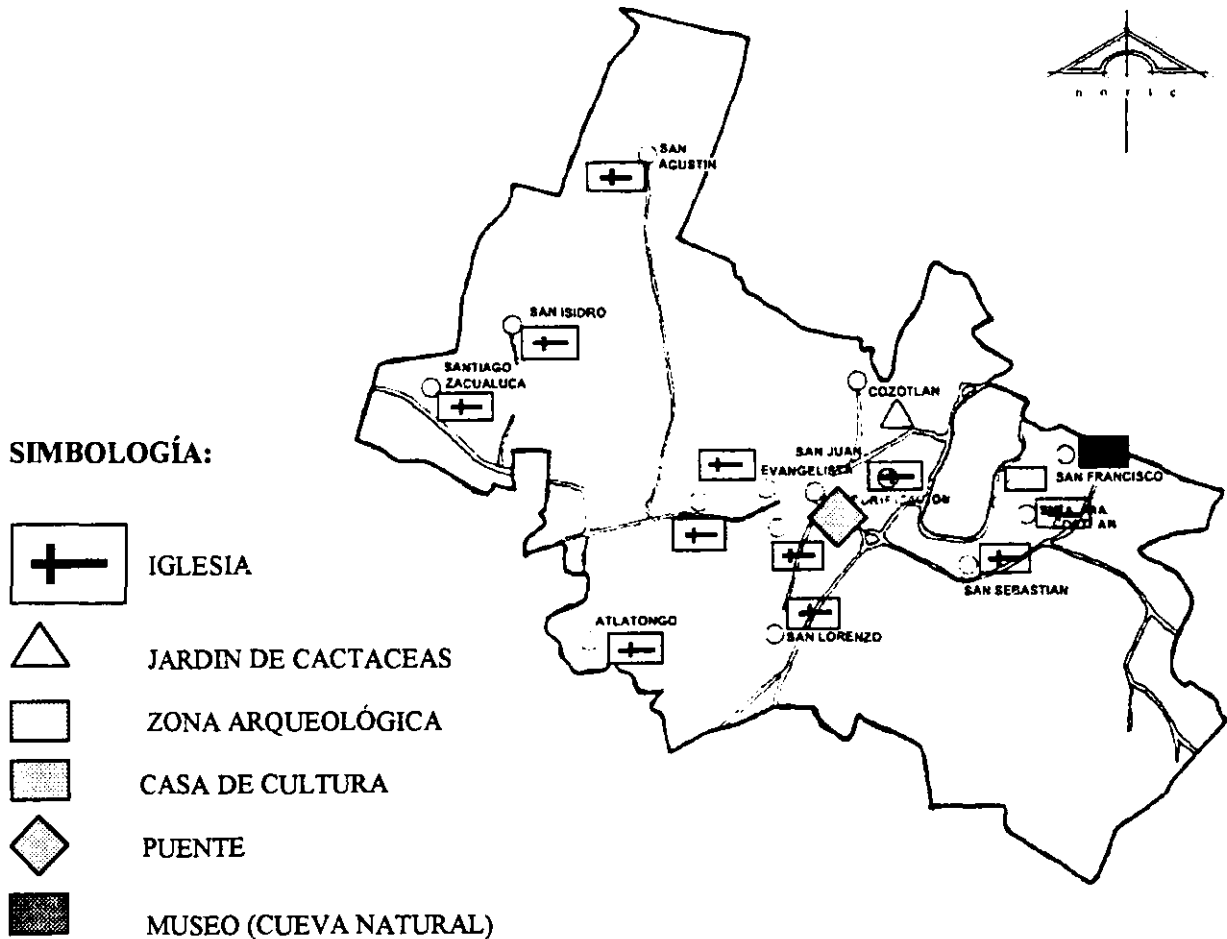 norte
SAN
AGUSTIN
SAN ISIDRO
SANTIAGO
ZACUALUCA
COZOTLAN
SAN JUAN
EVANGELISTA
SAN FRANCISCO
SAN SEBASTIAN
ATLATONGO
SAN LORENZO
SIMBOLOGÍA:
IGLESIA
JARDIN DE CACTACEAS
ZONA ARQUEOLÓGICA
CASA DE CULTURA
PUENTE
MUSEO (CUEVA NATURAL)